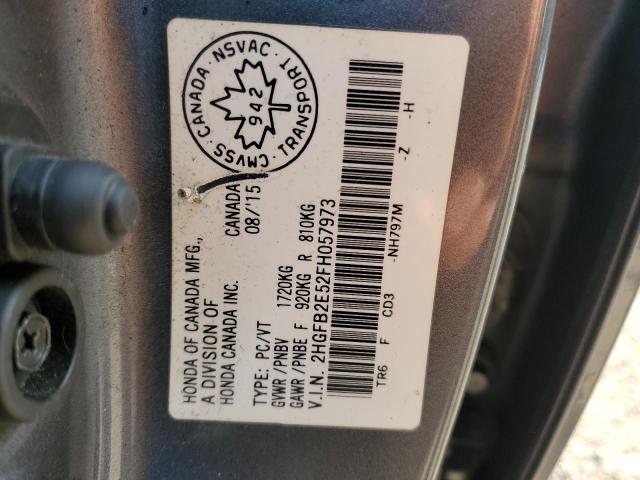 HONDA OF CANADA MFG.,
A DIVISION OF
HONDA CANADA INC.
CANADA
08/'15
TYPE: PC/VT
GVWR/PNBV 1720KG
GAWR/PNBE F 920KG R 810KG
V.I.N. 2HGFB2E52FH057973
TR6 F CD3 -NH797M -Z -H
CMVSS · CANADA · NSVAC · TRANSPORT ·
942